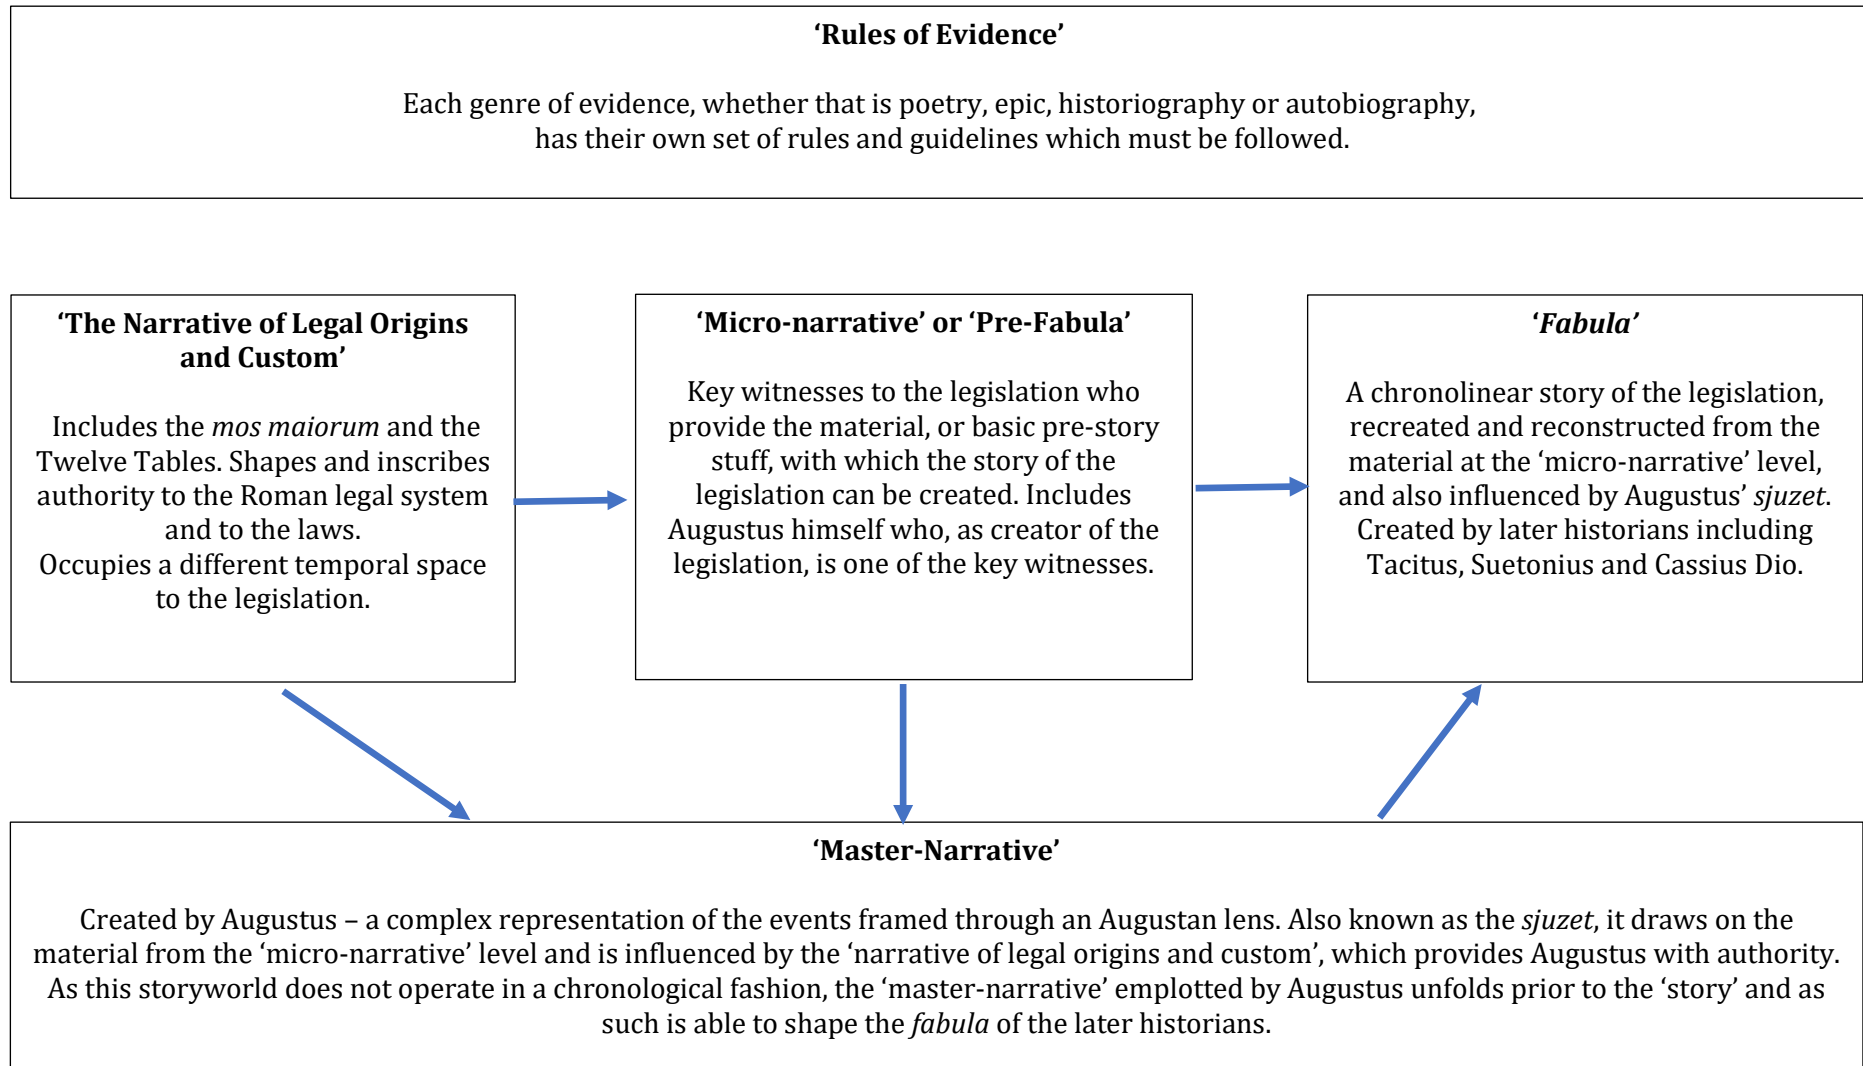 ‘Rules of Evidence’
Each genre of evidence, whether that is poetry, epic, historiography or autobiography,
has their own set of rules and guidelines which must be followed.
‘The Narrative of Legal Origins
and Custom’
Includes the mos maiorum and the
Twelve Tables. Shapes and inscribes
authority to the Roman legal system
and to the laws.
Occupies a different temporal space
to the legislation.
‘Micro-narrative’ or ‘Pre-Fabula’
Key witnesses to the legislation who
provide the material, or basic pre-story
stuff, with which the story of the
legislation can be created. Includes
Augustus himself who, as creator of the
legislation, is one of the key witnesses.
‘Fabula’
A chronolinear story of the legislation,
recreated and reconstructed from the
material at the ‘micro-narrative’ level,
and also influenced by Augustus’ sjuzet.
Created by later historians including
Tacitus, Suetonius and Cassius Dio.
‘Master-Narrative’
Created by Augustus – a complex representation of the events framed through an Augustan lens. Also known as the sjuzet, it draws on the
material from the ‘micro-narrative’ level and is influenced by the ‘narrative of legal origins and custom’, which provides Augustus with authority.
As this storyworld does not operate in a chronological fashion, the ‘master-narrative’ emplotted by Augustus unfolds prior to the ‘story’ and as
such is able to shape the fabula of the later historians.